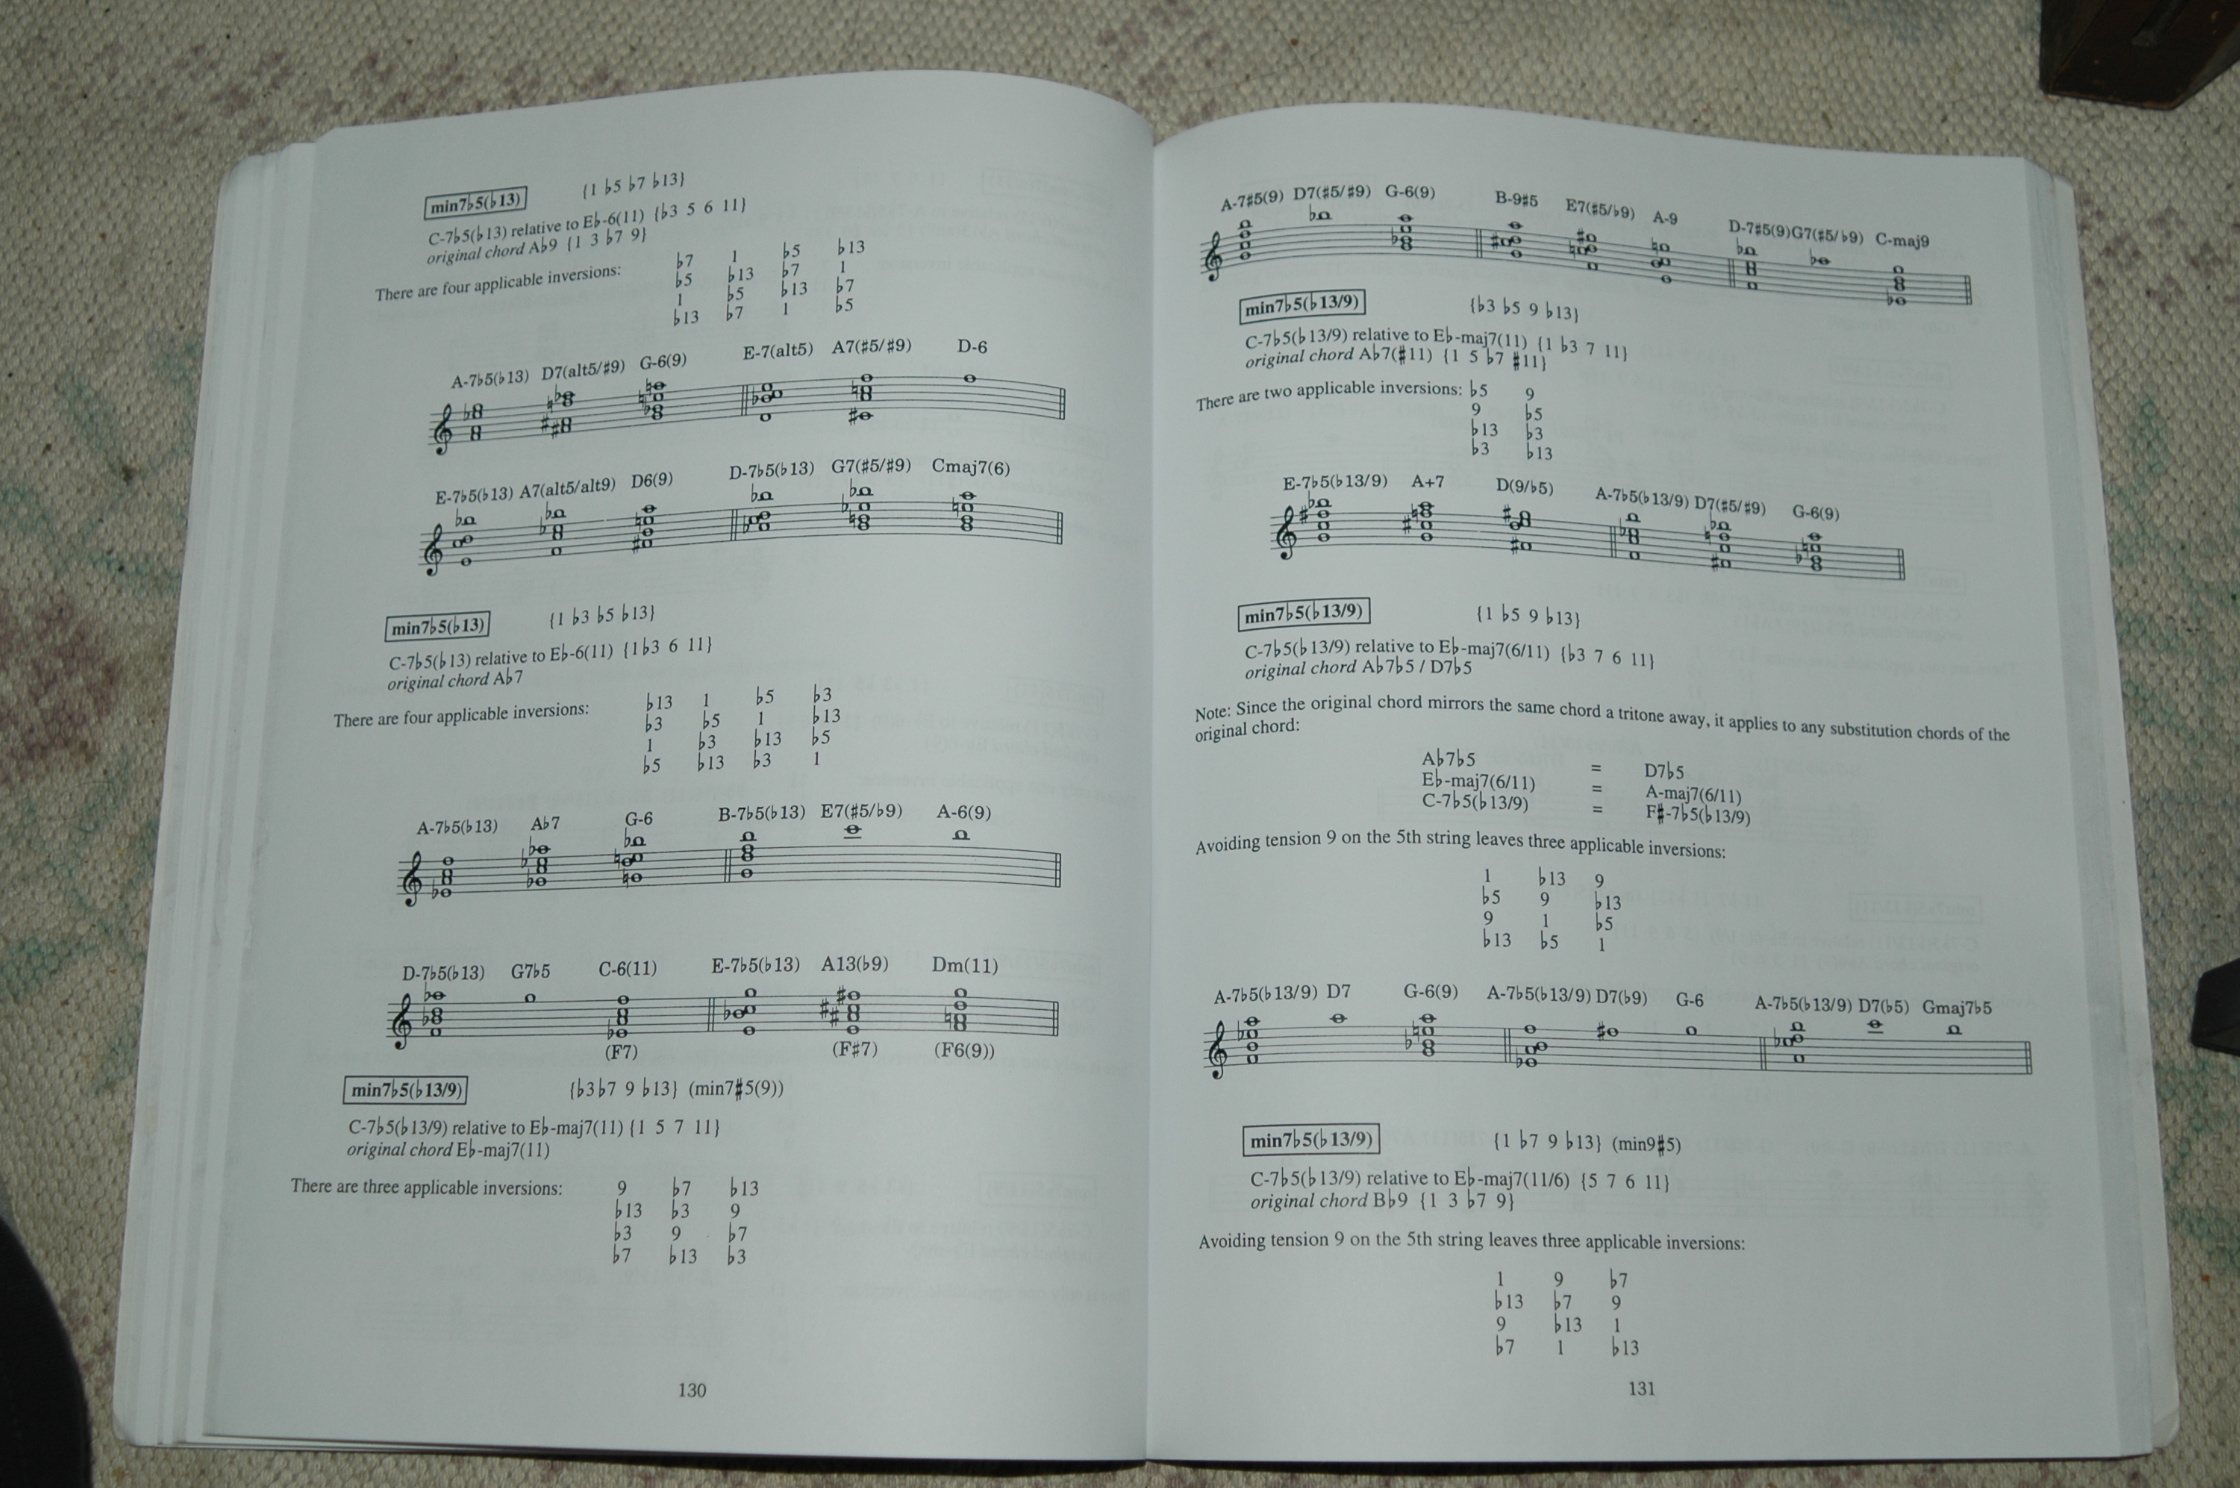 min7♭5(♭13) {1 ♭5 ♭7 ♭13}
C-7♭5(♭13) relative to E♭-6(11) {♭3 5 6 11}
original chord A♭9 {1 3 ♭7 9}
There are four applicable inversions:
♭7 1 ♭5 ♭13
♭5 ♭13 ♭7 1
1 ♭5 ♭13 ♭7
♭13 ♭7 1 ♭5
A-7♭5(♭13) D7(alt5/♯9) G-6(9) E-7(alt5) A7(♯5/♯9) D-6
E-7♭5(♭13) A7(alt5/alt9) D6(9) D-7♭5(♭13) G7(♯5/♯9) Cmaj7(6)
min7♭5(♭13) {1 ♭3 ♭5 ♭13}
C-7♭5(♭13) relative to E♭-6(11) {1♭3 6 11}
original chord A♭7
There are four applicable inversions:
♭13 1 ♭5 ♭3
♭3 ♭5 1 ♭13
1 ♭3 ♭13 ♭5
♭5 ♭13 ♭3 1
A-7♭5(♭13) A♭7 G-6 B-7♭5(♭13) E7(♯5/♭9) A-6(9)
D-7♭5(♭13) G7♭5 C-6(11) E-7♭5(♭13) A13(♭9) Dm(11)
(F7) (F♯7) (F6(9))
min7♭5(♭13/9) {♭3♭7 9 ♭13} (min7♯5(9))
C-7♭5(♭13/9) relative to E♭-maj7(11) {1 5 7 11}
original chord E♭-maj7(11)
There are three applicable inversions:
9 ♭7 ♭13
♭13 ♭3 9
♭3 9 ♭7
♭7 ♭13 ♭3
130
A-7♯5(9) D7(♯5/♯9) G-6(9) B-9♯5 E7(♯5/♭9) A-9 D-7♯5(9)G7(♯5/♭9) C-maj9
min7♭5(♭13/9) {♭3 ♭5 9 ♭13}
C-7♭5(♭13/9) relative to E♭-maj7(11) {1 ♭3 7 11}
original chord A♭7(♯11) {1 5 ♭7 ♯11}
There are two applicable inversions:
♭5 9
9 ♭5
♭13 ♭3
♭3 ♭13
E-7♭5(♭13/9) A+7 D(9/♭5) A-7♭5(♭13/9) D7(♯5/♯9) G-6(9)
min7♭5(♭13/9) {1 ♭5 9 ♭13}
C-7♭5(♭13/9) relative to E♭-maj7(6/11) {♭3 7 6 11}
original chord A♭7♭5 / D7♭5
Note: Since the original chord mirrors the same chord a tritone away, it applies to any substitution chords of the
original chord:
A♭7♭5 = D7♭5
E♭-maj7(6/11) = A-maj7(6/11)
C-7♭5(♭13/9) = F♯-7♭5(♭13/9)
Avoiding tension 9 on the 5th string leaves three applicable inversions:
1 ♭13 9
♭5 9 ♭13
9 1 ♭5
♭13 ♭5 1
A-7♭5(♭13/9) D7 G-6(9) A-7♭5(♭13/9) D7(♭9) G-6 A-7♭5(♭13/9) D7(♭5) Gmaj7♭5
min7♭5(♭13/9) {1 ♭7 9 ♭13} (min9♯5)
C-7♭5(♭13/9) relative to E♭-maj7(11/6) {5 7 6 11}
original chord B♭9 {1 3 ♭7 9}
Avoiding tension 9 on the 5th string leaves three applicable inversions:
1 9 ♭7
♭13 ♭7 9
9 ♭13 1
♭7 1 ♭13
131